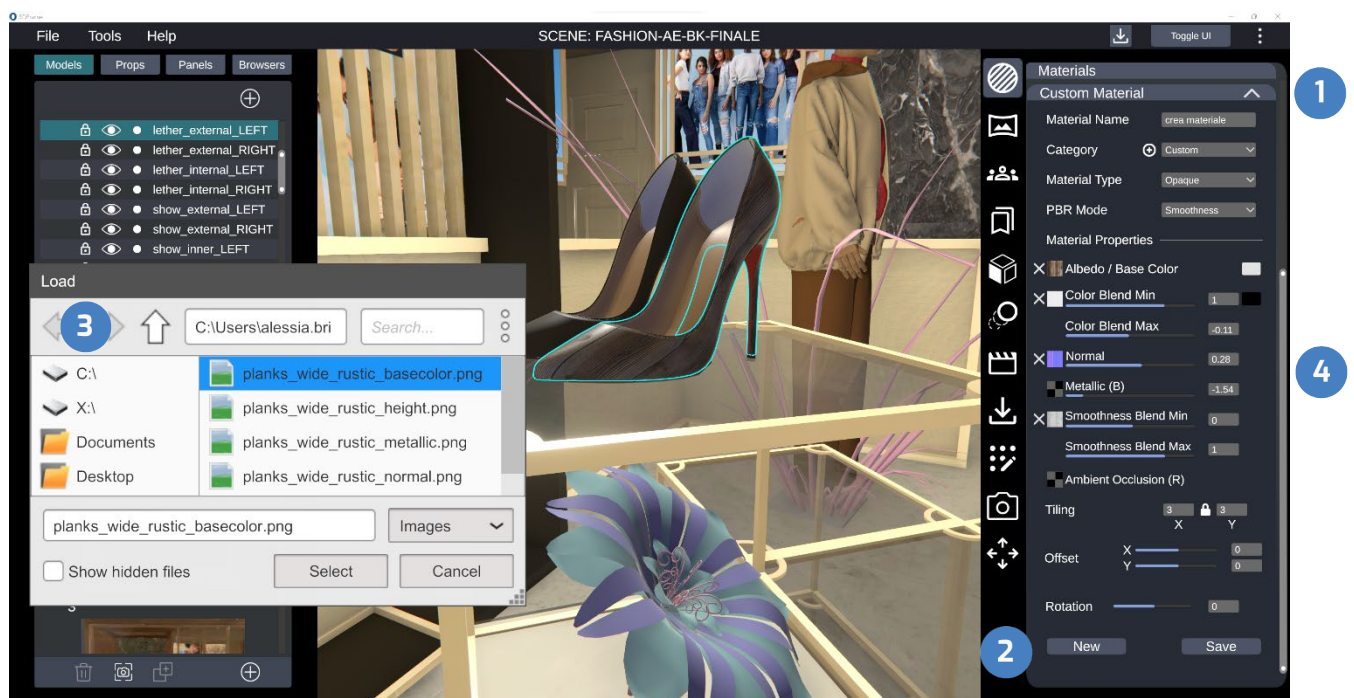 File Tools Help
SCENE: FASHION-AE-BK-FINALE
Toggle UI
Models Props Panels Browsers
lether_external_LEFT
lether_external_RIGHT
lether_internal_LEFT
lether_internal_RIGHT
show_external_LEFT
show_external_RIGHT
show_inner_LEFT
Load
3
C:\Users\alessia.bri
Search...
C:\
X:\
Documents
Desktop
planks_wide_rustic_basecolor.png
planks_wide_rustic_height.png
planks_wide_rustic_metallic.png
planks_wide_rustic_normal.png
planks_wide_rustic_basecolor.png
Images
Show hidden files
Select
Cancel
3
Materials
1
Custom Material
Material Name crea materiale
Category Custom
Material Type Opaque
PBR Mode Smoothness
Material Properties
Albedo / Base Color
Color Blend Min 1
Color Blend Max -0.11
Normal 0.28
4
Metallic (B) -1.54
Smoothness Blend Min 0
Smoothness Blend Max 1
Ambient Occlusion (R)
Tiling 3 3
X Y
Offset X 0
Y 0
Rotation 0
2
New Save